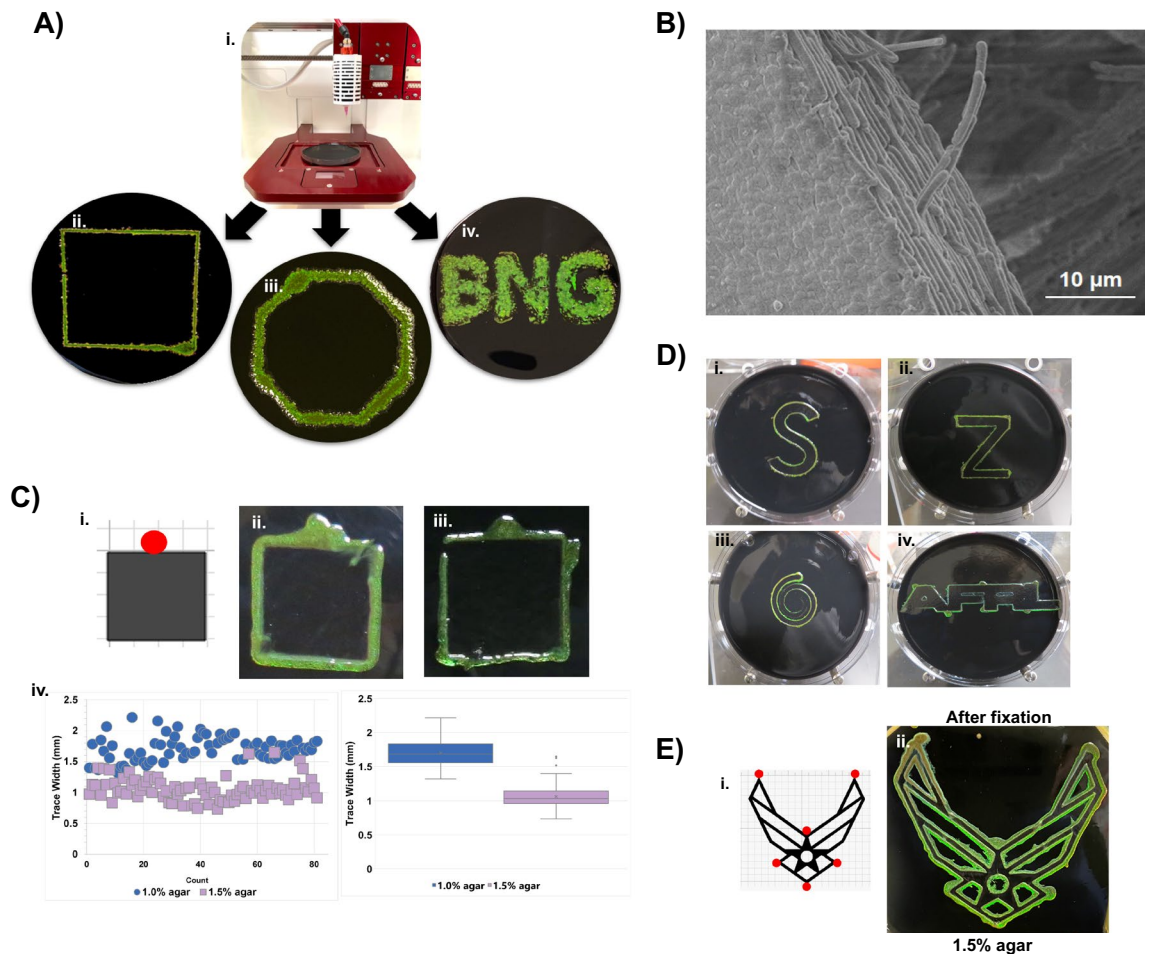 A)
i.
ii.
iii.
iv.
BNG
B)
10 µm
C)
i.
ii.
iii.
iv.
Trace Width (mm)
2.5
2
1.5
1
0.5
0
0
20
40
60
80
Count
1.0% agar
1.5% agar
Trace Width (mm)
2.5
2
1.5
1
0.5
0
1.0% agar
1.5% agar
D)
i.
S
ii.
Z
iii.
iv.
AFRL
E)
i.
After fixation
ii.
1.5% agar